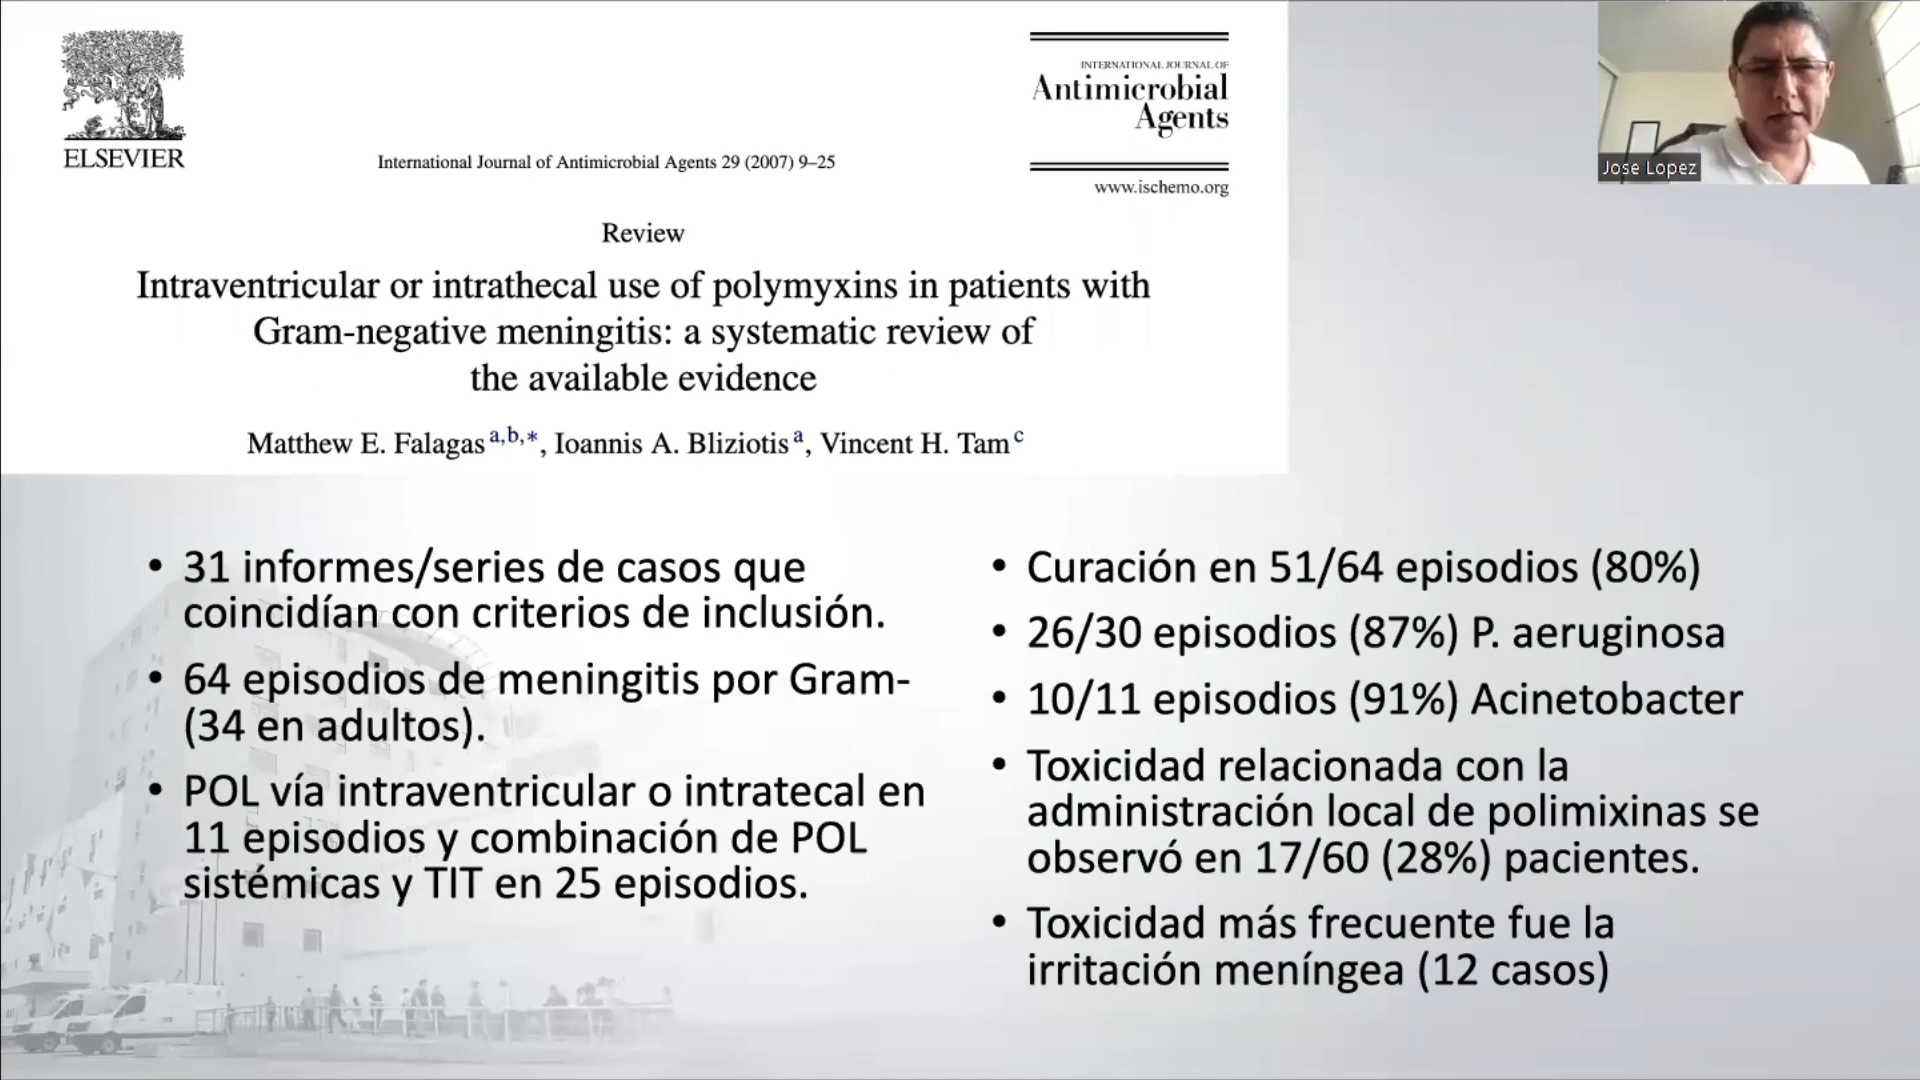 ELSEVIER
International Journal of Antimicrobial Agents 29 (2007) 9–25
INTERNATIONAL JOURNAL OF
Antimicrobial
Agents
www.ischemo.org
Review
Intraventricular or intrathecal use of polymyxins in patients with
Gram-negative meningitis: a systematic review of
the available evidence
Matthew E. Falagas a,b,*, Ioannis A. Bliziotis a, Vincent H. Tam c
Jose Lopez
• 31 informes/series de casos que
coincidían con criterios de inclusión.
• 64 episodios de meningitis por Gram-
(34 en adultos).
• POL vía intraventricular o intratecal en
11 episodios y combinación de POL
sistémicas y TIT en 25 episodios.
• Curación en 51/64 episodios (80%)
• 26/30 episodios (87%) P. aeruginosa
• 10/11 episodios (91%) Acinetobacter
• Toxicidad relacionada con la
administración local de polimixinas se
observó en 17/60 (28%) pacientes.
• Toxicidad más frecuente fue la
irritación meníngea (12 casos)